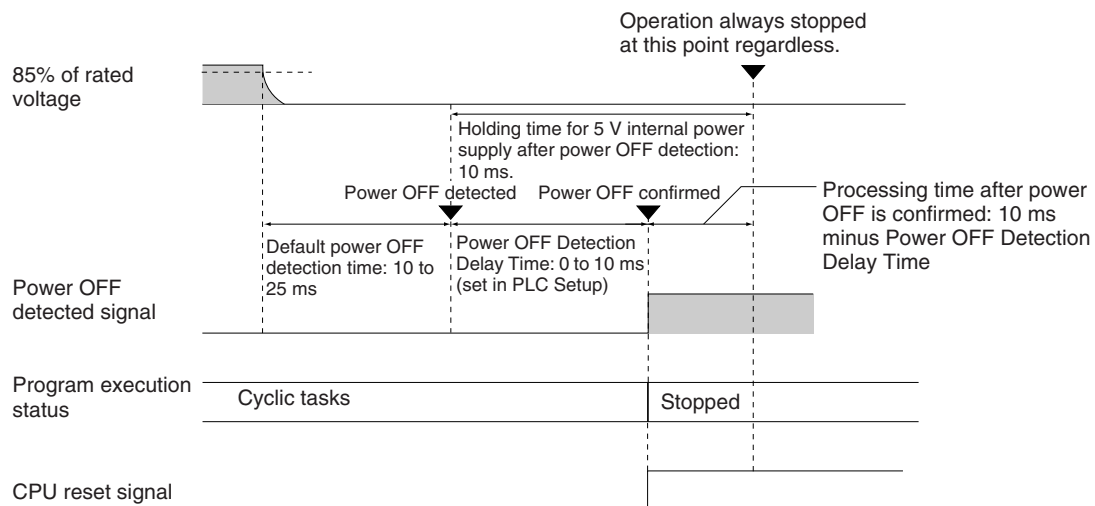 Operation always stopped
at this point regardless.
85% of rated
voltage
Holding time for 5 V internal power
supply after power OFF detection:
10 ms.
Power OFF detected
Power OFF confirmed
Processing time after power
OFF is confirmed: 10 ms
minus Power OFF Detection
Delay Time
Default power OFF
detection time: 10 to
25 ms
Power OFF Detection
Delay Time: 0 to 10 ms
(set in PLC Setup)
Power OFF
detected signal
Program execution
status
Cyclic tasks
Stopped
CPU reset signal